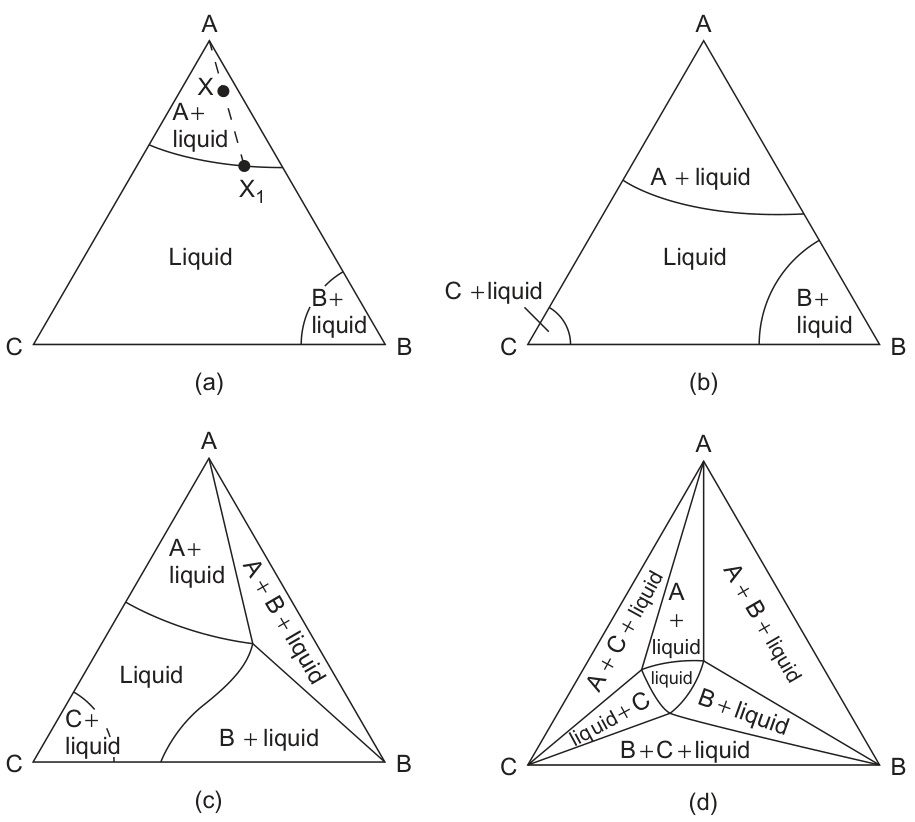 A
X
A+
liquid
X1
Liquid
B+
liquid
C
B
(a)
A
A + liquid
Liquid
C +liquid
B+
liquid
C
B
(b)
A
A+
liquid
A + B + liquid
Liquid
C+
liquid
B + liquid
C
B
(c)
A
A + C + liquid
A
+
liquid
A + B + liquid
liquid
liquid + C
B + liquid
B+C+liquid
C
B
(d)